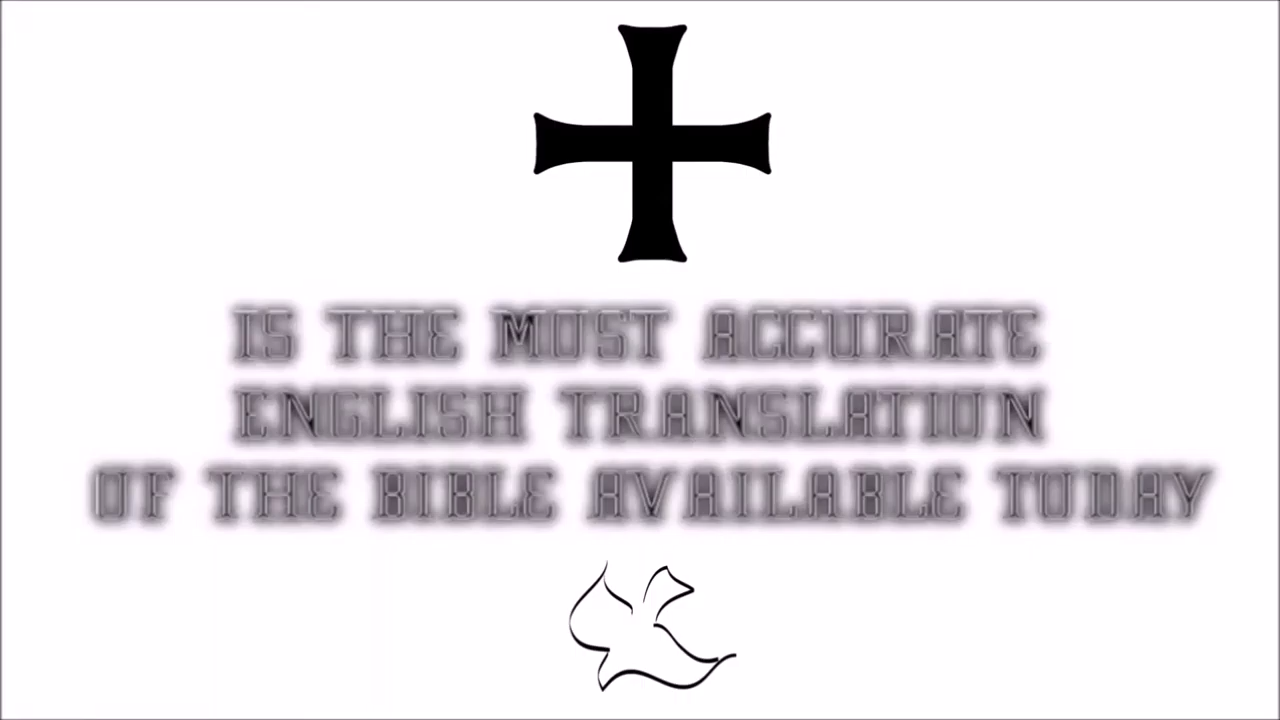 IS THE MOST ACCURATE
ENGLISH TRANSLATION
OF THE BIBLE AVAILABLE TODAY